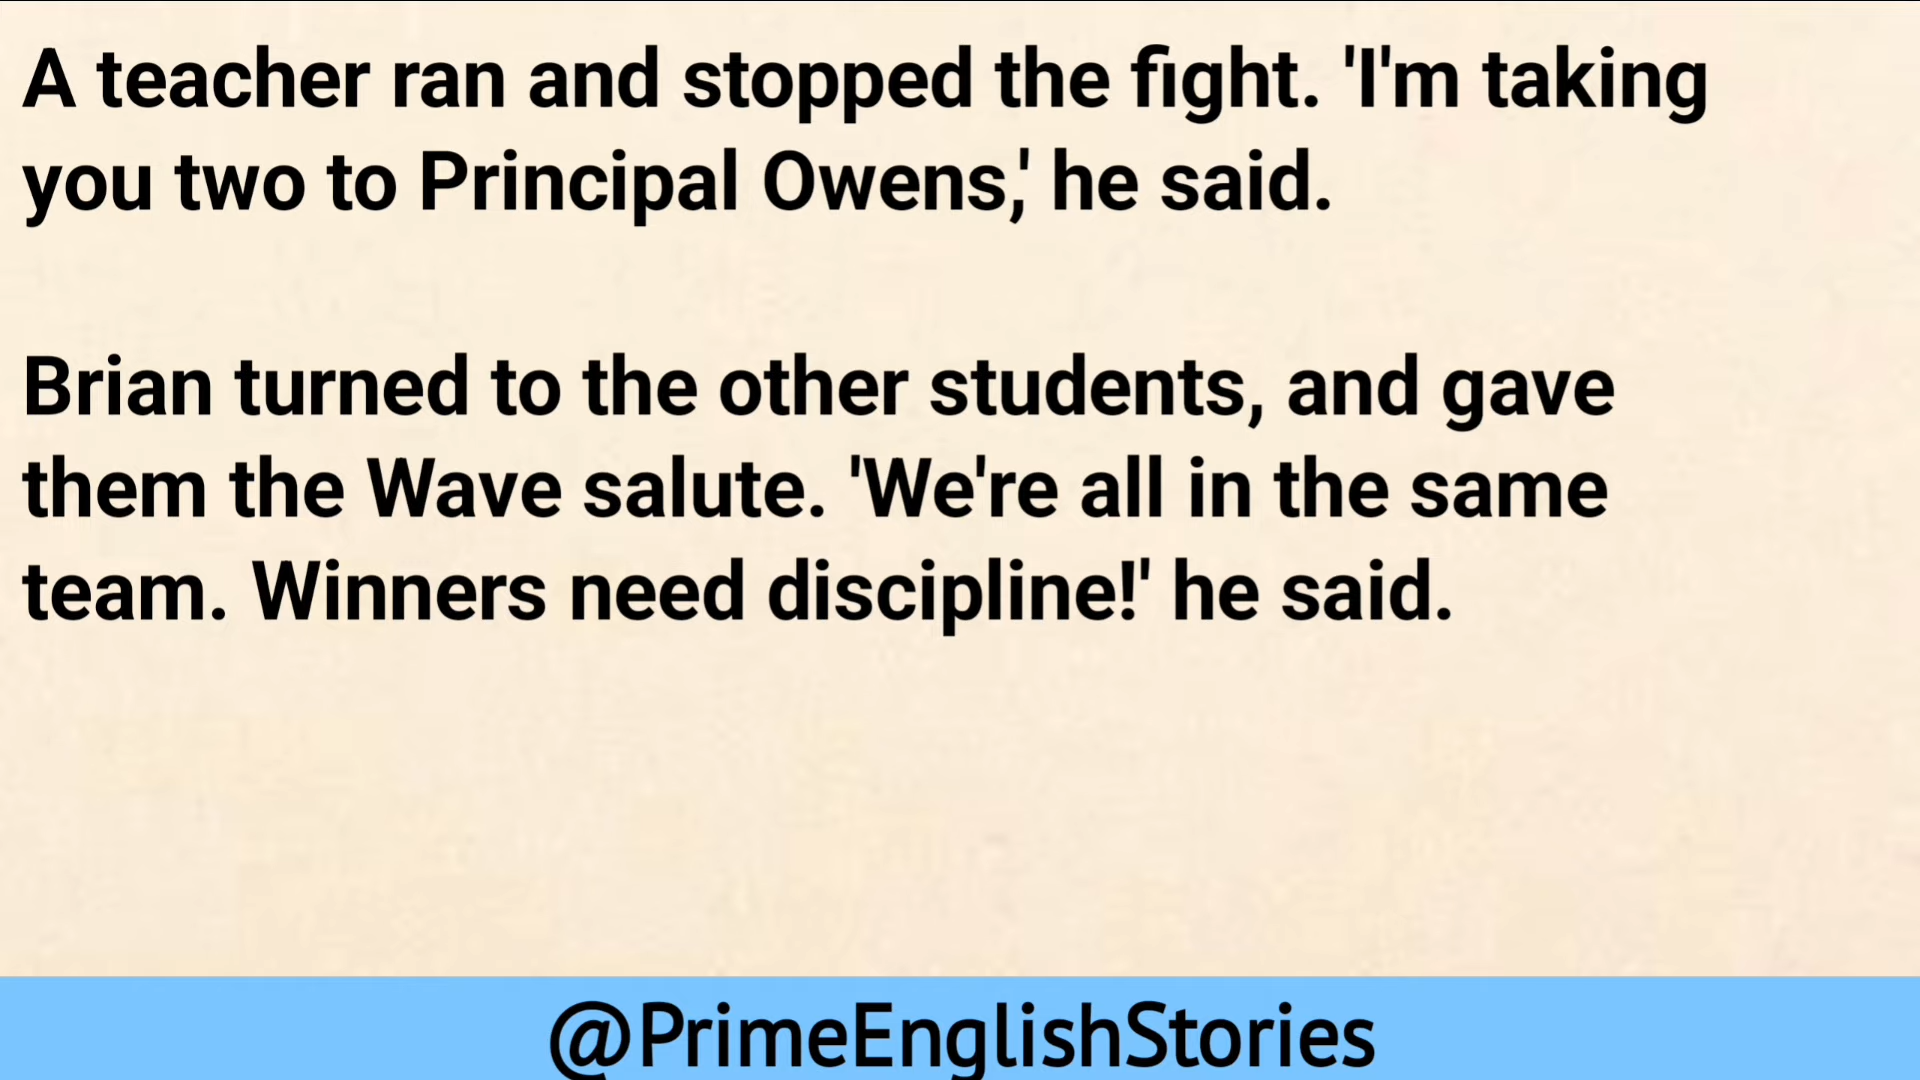 A teacher ran and stopped the fight. 'I'm taking
you two to Principal Owens,' he said.
Brian turned to the other students, and gave
them the Wave salute. 'We're all in the same
team. Winners need discipline!' he said.
@PrimeEnglishStories